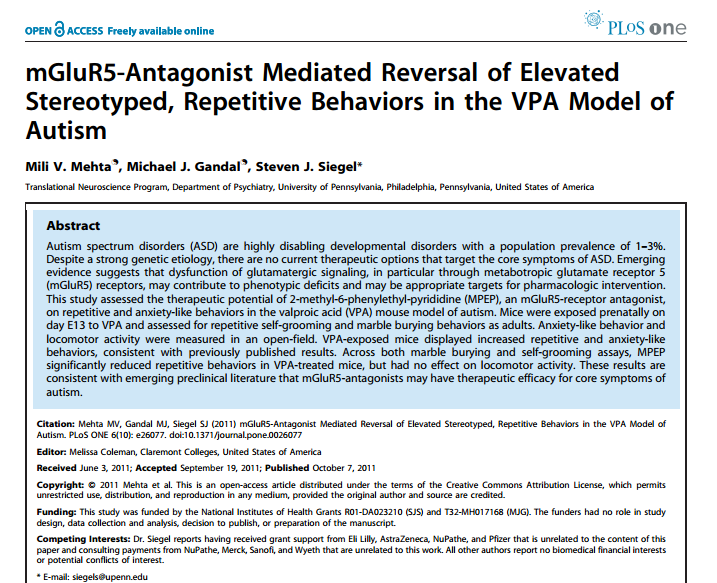 OPEN ACCESS Freely available online
PLoS one
mGluR5-Antagonist Mediated Reversal of Elevated
Stereotyped, Repetitive Behaviors in the VPA Model of
Autism
Mili V. Mehta, Michael J. Gandal, Steven J. Siegel*
Translational Neuroscience Program, Department of Psychiatry, University of Pennsylvania, Philadelphia, Pennsylvania, United States of America
Abstract
Autism spectrum disorders (ASD) are highly disabling developmental disorders with a population prevalence of 1–3%.
Despite a strong genetic etiology, there are no current therapeutic options that target the core symptoms of ASD. Emerging
evidence suggests that dysfunction of glutamatergic signaling, in particular through metabotropic glutamate receptor 5
(mGluR5) receptors, may contribute to phenotypic deficits and may be appropriate targets for pharmacologic intervention.
This study assessed the therapeutic potential of 2-methyl-6-phenylethyl-pyrididine (MPEP), an mGluR5-receptor antagonist,
on repetitive and anxiety-like behaviors in the valproic acid (VPA) mouse model of autism. Mice were exposed prenatally on
day E13 to VPA and assessed for repetitive self-grooming and marble burying behaviors as adults. Anxiety-like behavior and
locomotor activity were measured in an open-field. VPA-exposed mice displayed increased repetitive and anxiety-like
behaviors, consistent with previously published results. Across both marble burying and self-grooming assays, MPEP
significantly reduced repetitive behaviors in VPA-treated mice, but had no effect on locomotor activity. These results are
consistent with emerging preclinical literature that mGluR5-antagonists may have therapeutic efficacy for core symptoms of
autism.
Citation: Mehta MV, Gandal MJ, Siegel SJ (2011) mGluR5-Antagonist Mediated Reversal of Elevated Stereotyped, Repetitive Behaviors in the VPA Model of
Autism. PLoS ONE 6(10): e26077. doi:10.1371/journal.pone.0026077
Editor: Melissa Coleman, Claremont Colleges, United States of America
Received June 3, 2011; Accepted September 19, 2011; Published October 7, 2011
Copyright: © 2011 Mehta et al. This is an open-access article distributed under the terms of the Creative Commons Attribution License, which permits
unrestricted use, distribution, and reproduction in any medium, provided the original author and source are credited.
Funding: This study was funded by the National Institutes of Health Grants R01-DA023210 (SJS) and T32-MH017168 (MJG). The funders had no role in study
design, data collection and analysis, decision to publish, or preparation of the manuscript.
Competing Interests: Dr. Siegel reports having received grant support from Eli Lilly, AstraZeneca, NuPathe, and Pfizer that is unrelated to the content of this
paper and consulting payments from NuPathe, Merck, Sanofi, and Wyeth that are unrelated to this work. All other authors report no biomedical financial interests
or potential conflicts of interest.
* E-mail: siegels@upenn.edu